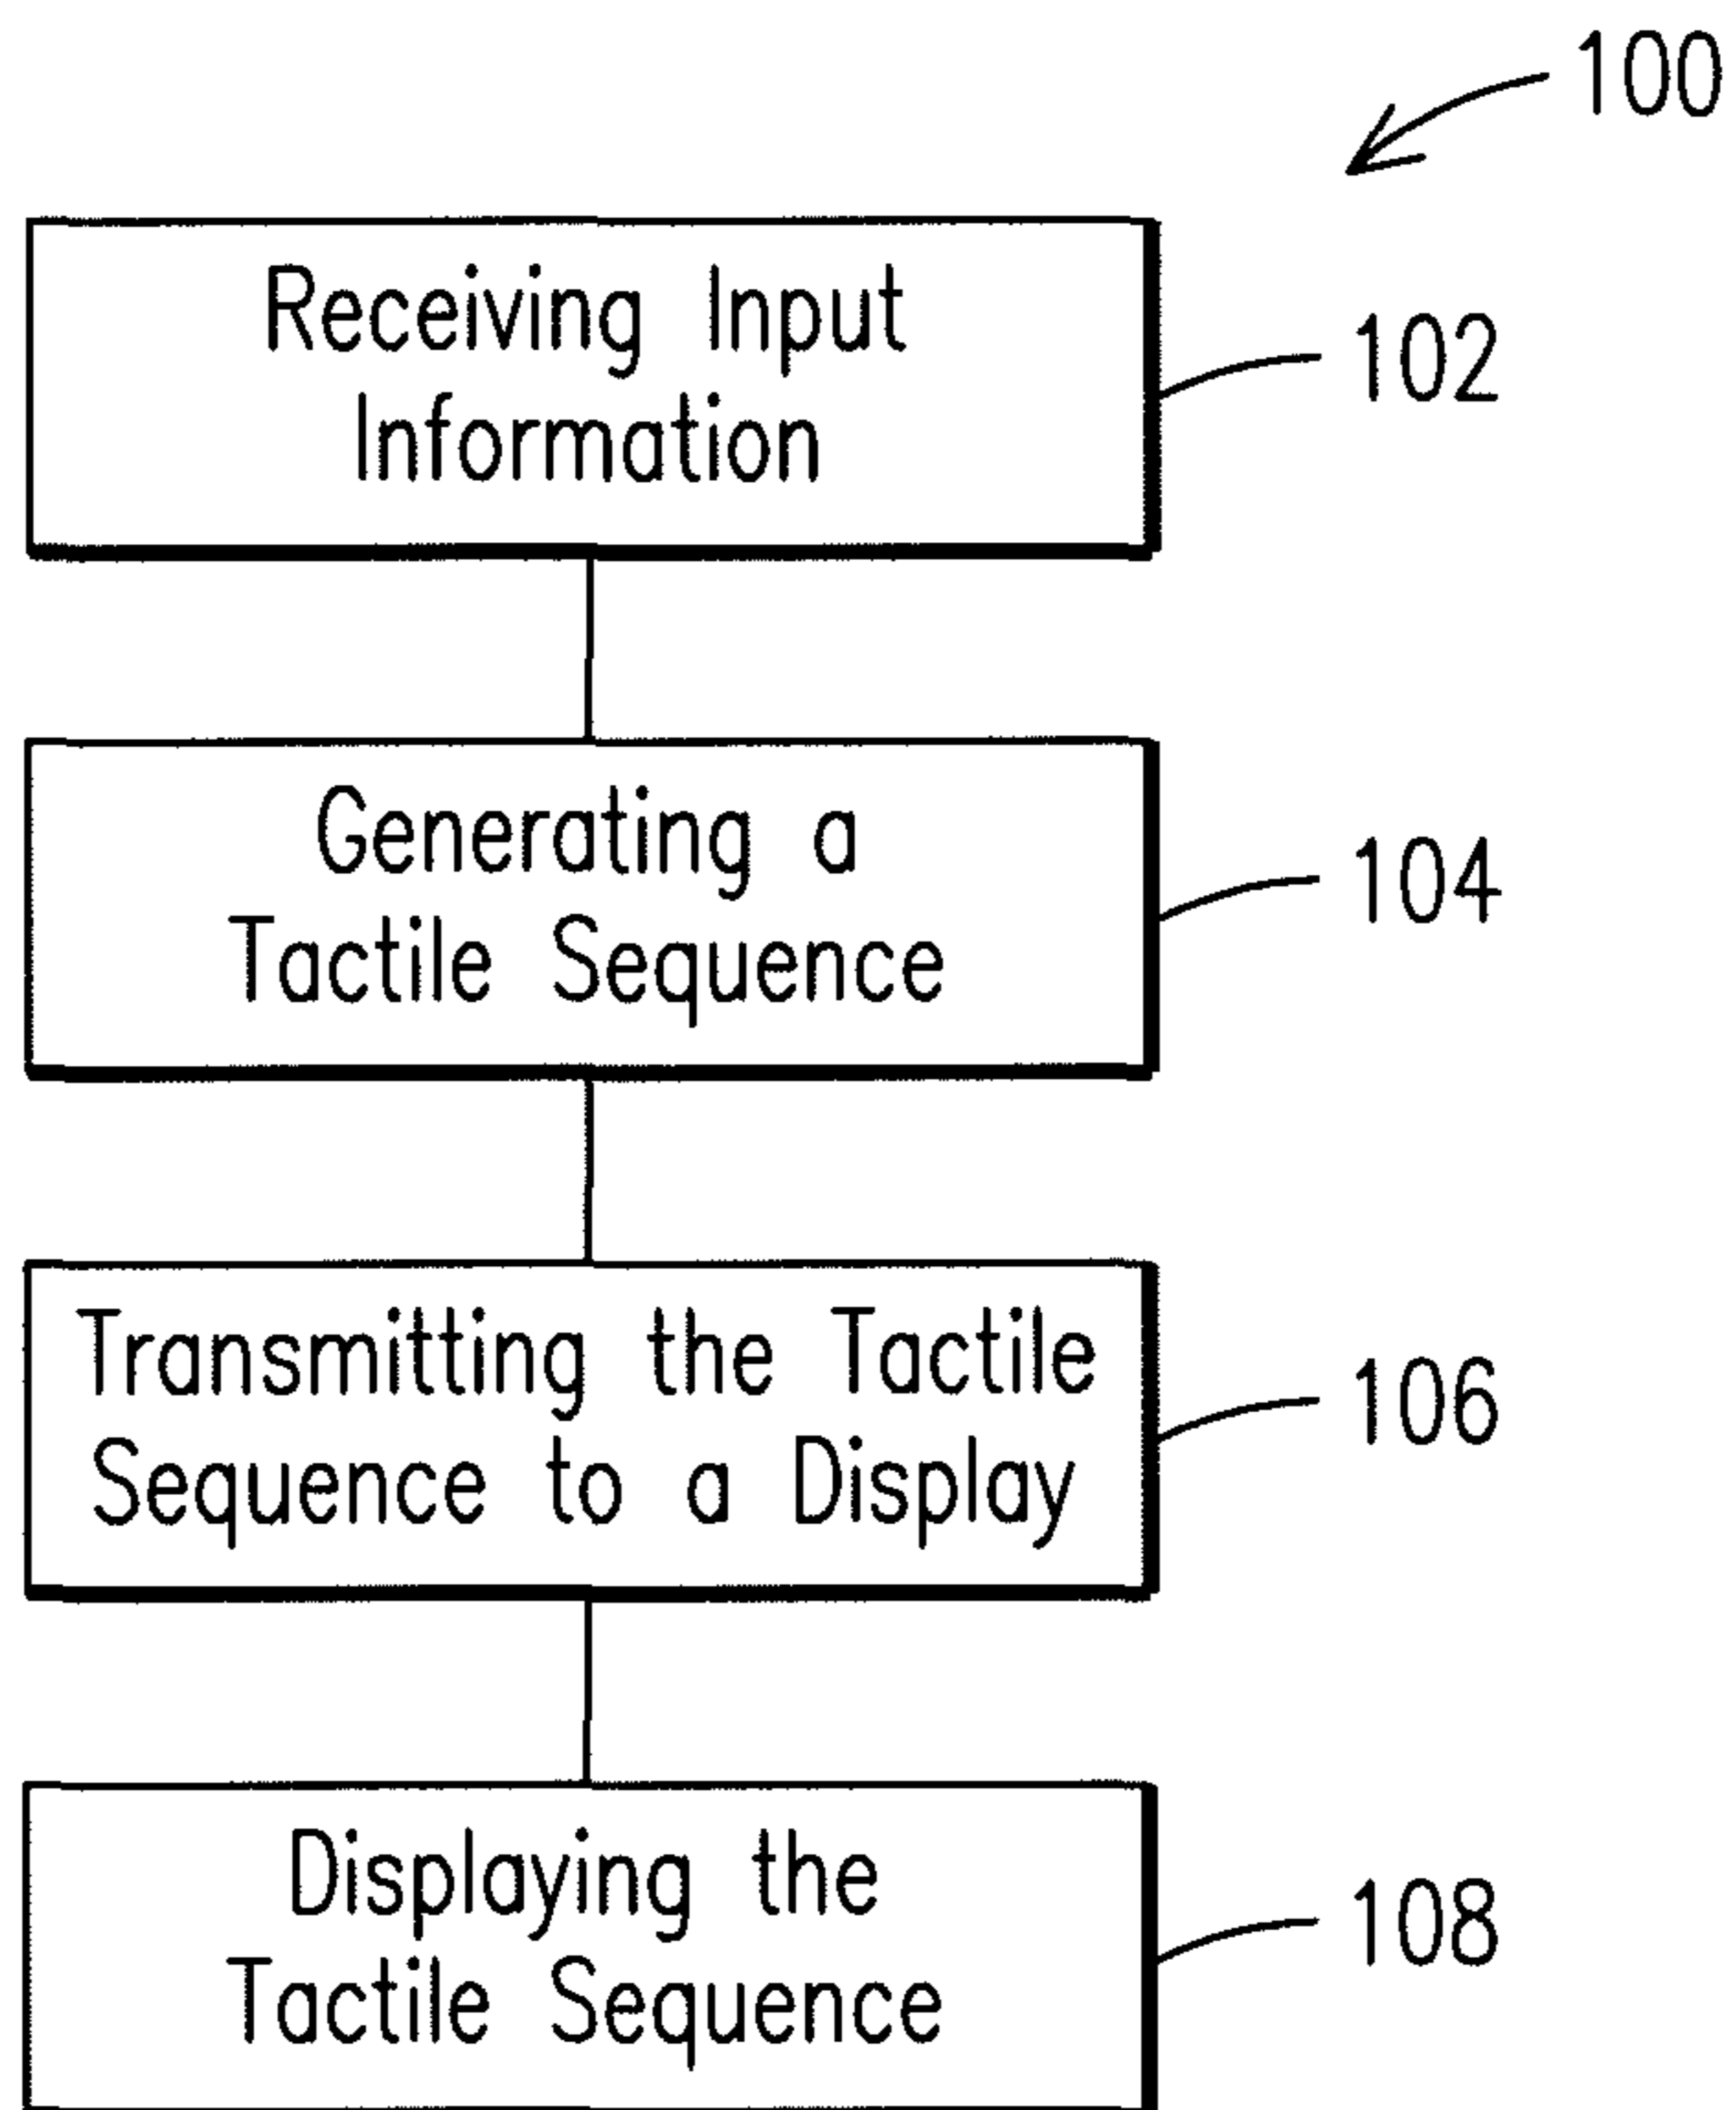 100
Receiving Input
Information
102
Generating a
Tactile Sequence
104
Transmitting the Tactile
Sequence to a Display
106
Displaying the
Tactile Sequence
108